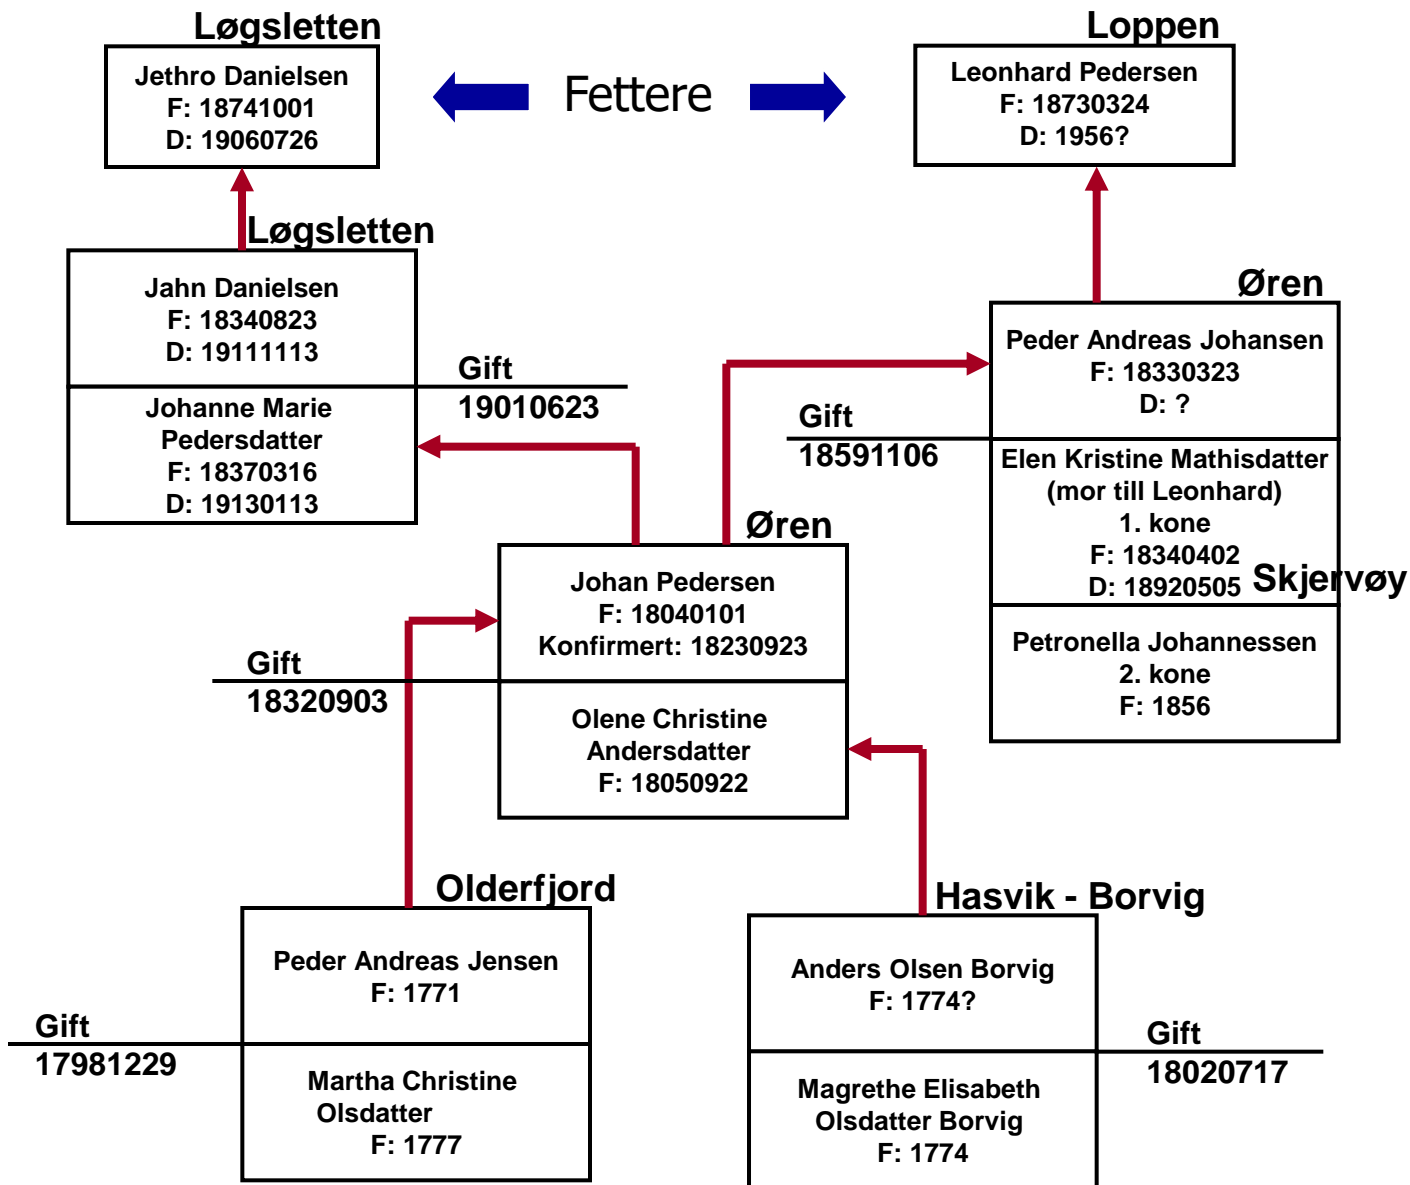 Løgsletten
Jethro Danielsen
F: 18741001
D: 19060726
Fettere
Loppen
Leonhard Pedersen
F: 18730324
D: 1956?
Løgsletten
Jahn Danielsen
F: 18340823
D: 19111113
Gift
19010623
Johanne Marie
Pedersdatter
F: 18370316
D: 19130113
Øren
Peder Andreas Johansen
F: 18330323
D: ?
Gift
18591106
Elen Kristine Mathisdatter
(mor till Leonhard)
1. kone
F: 18340402
D: 18920505
Skjervøy
Petronella Johannessen
2. kone
F: 1856
Øren
Johan Pedersen
F: 18040101
Konfirmert: 18230923
Gift
18320903
Olene Christine
Andersdatter
F: 18050922
Olderfjord
Peder Andreas Jensen
F: 1771
Gift
17981229
Martha Christine
Olsdatter
F: 1777
Hasvik - Borvig
Anders Olsen Borvig
F: 1774?
Gift
18020717
Magrethe Elisabeth
Olsdatter Borvig
F: 1774